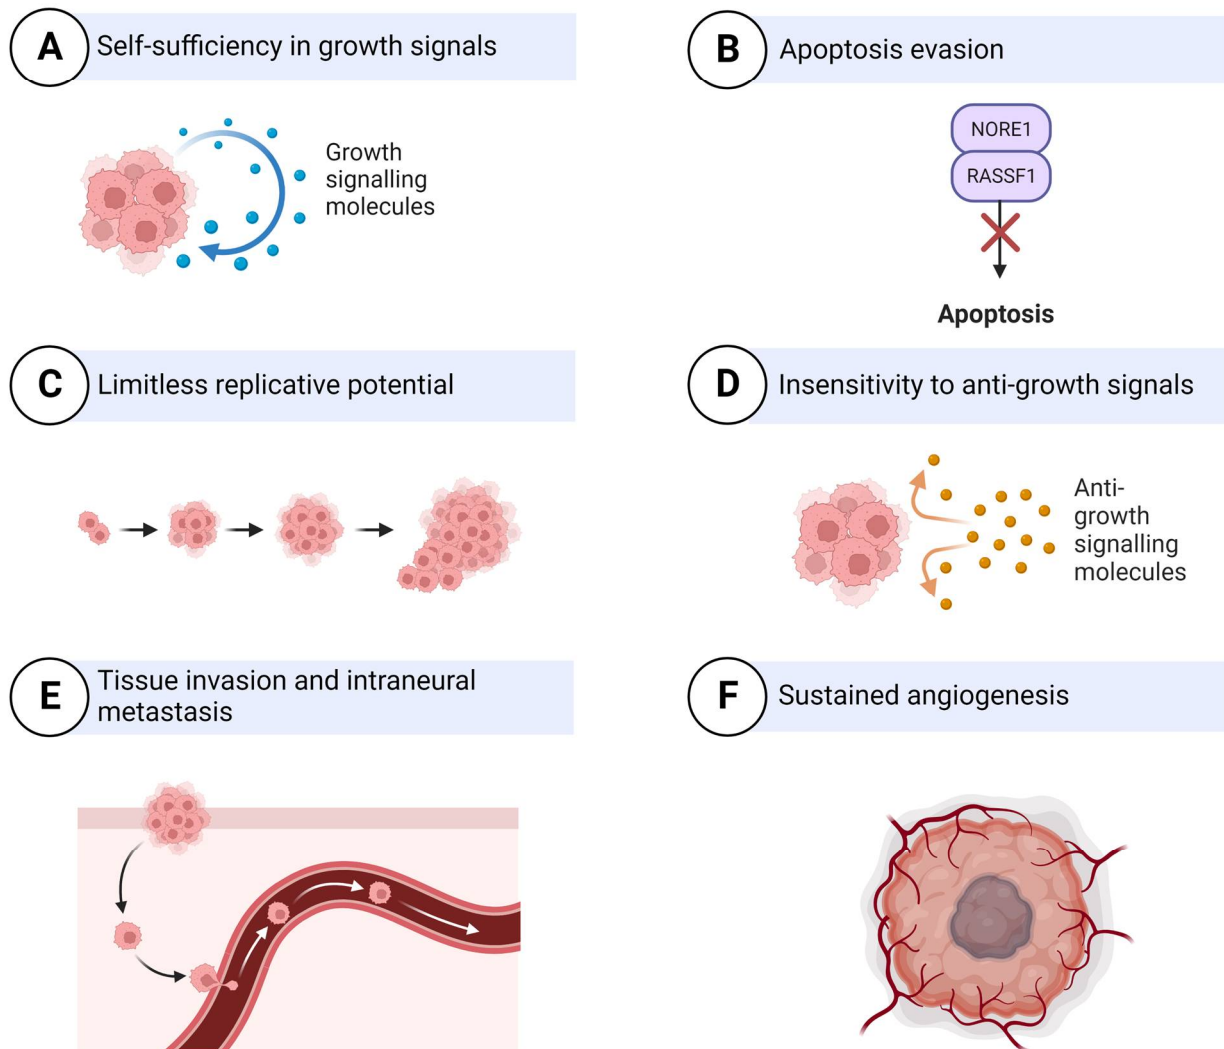 A
Self-sufficiency in growth signals
Growth
signalling
molecules
B
Apoptosis evasion
NORE1
RASSF1
Apoptosis
C
Limitless replicative potential
D
Insensitivity to anti-growth signals
Anti-
growth
signalling
molecules
E
Tissue invasion and intraneural
metastasis
F
Sustained angiogenesis